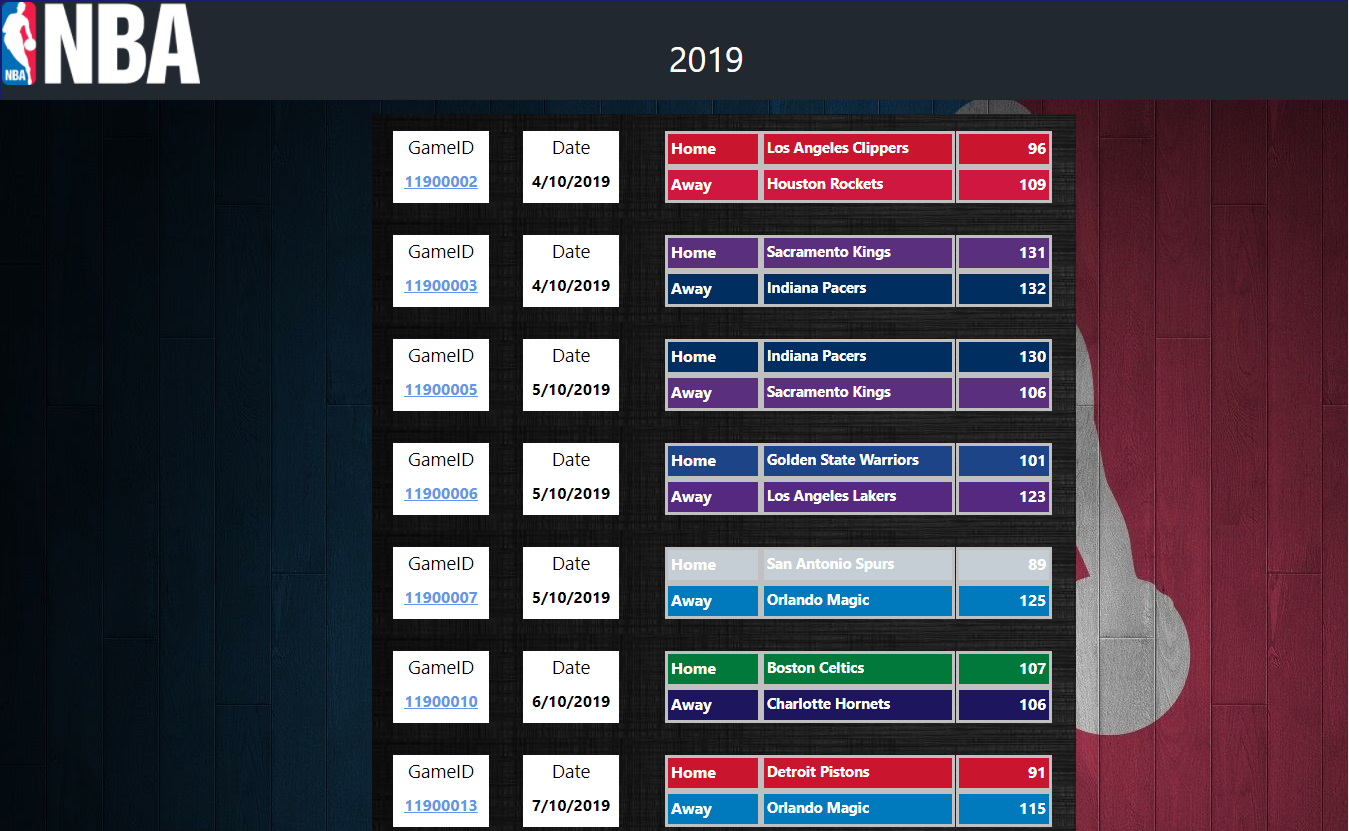 NBA NBA
2019
GameID Date Home Los Angeles Clippers 96
11900002 4/10/2019 Away Houston Rockets 109
GameID Date Home Sacramento Kings 131
11900003 4/10/2019 Away Indiana Pacers 132
GameID Date Home Indiana Pacers 130
11900005 5/10/2019 Away Sacramento Kings 106
GameID Date Home Golden State Warriors 101
11900006 5/10/2019 Away Los Angeles Lakers 123
GameID Date Home San Antonio Spurs 89
11900007 5/10/2019 Away Orlando Magic 125
GameID Date Home Boston Celtics 107
11900010 6/10/2019 Away Charlotte Hornets 106
GameID Date Home Detroit Pistons 91
11900013 7/10/2019 Away Orlando Magic 115